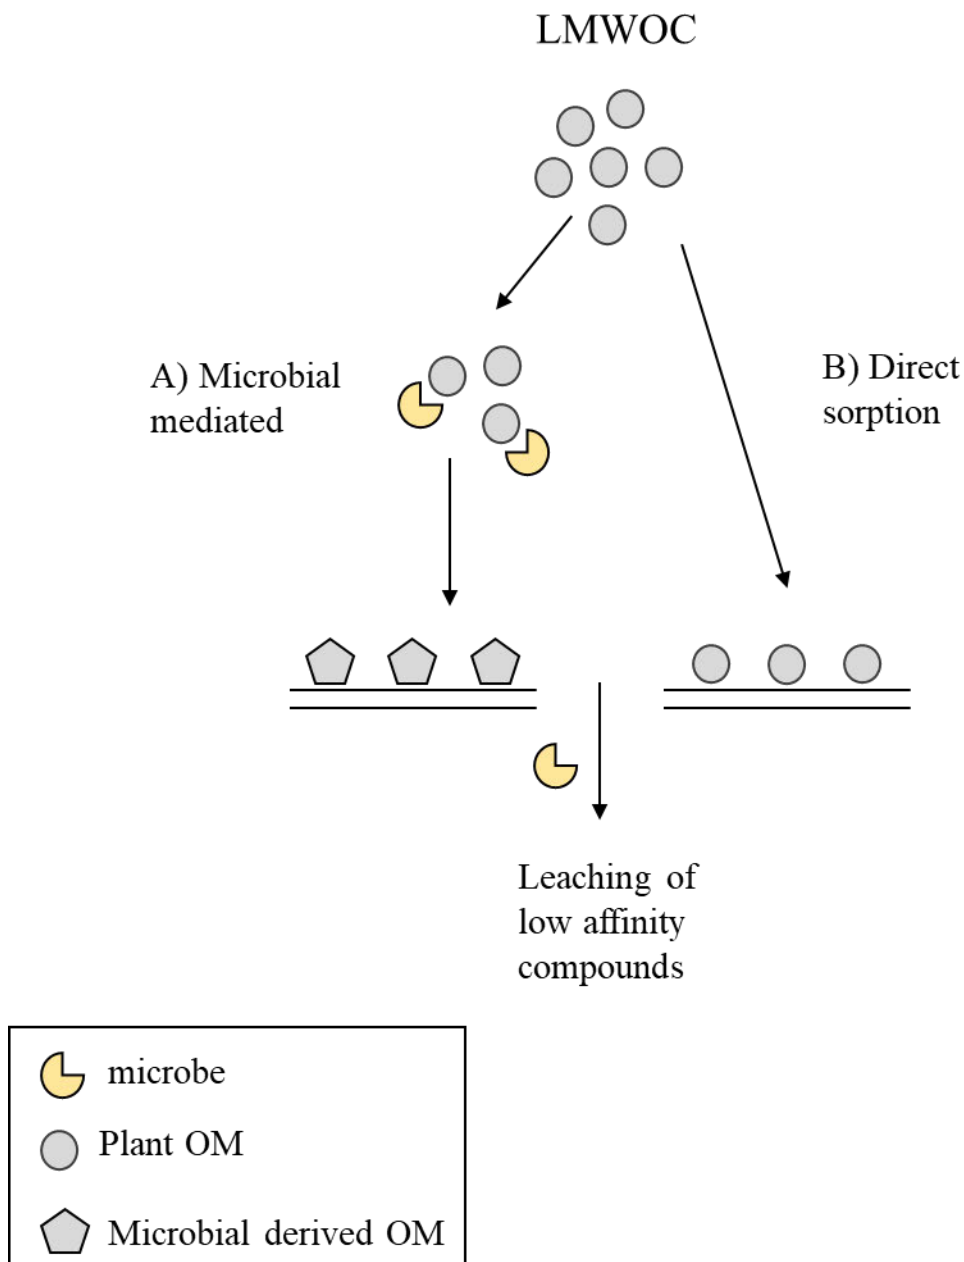 LMWOC
A) Microbial
mediated
B) Direct
sorption
Leaching of
low affinity
compounds
microbe
Plant OM
Microbial derived OM